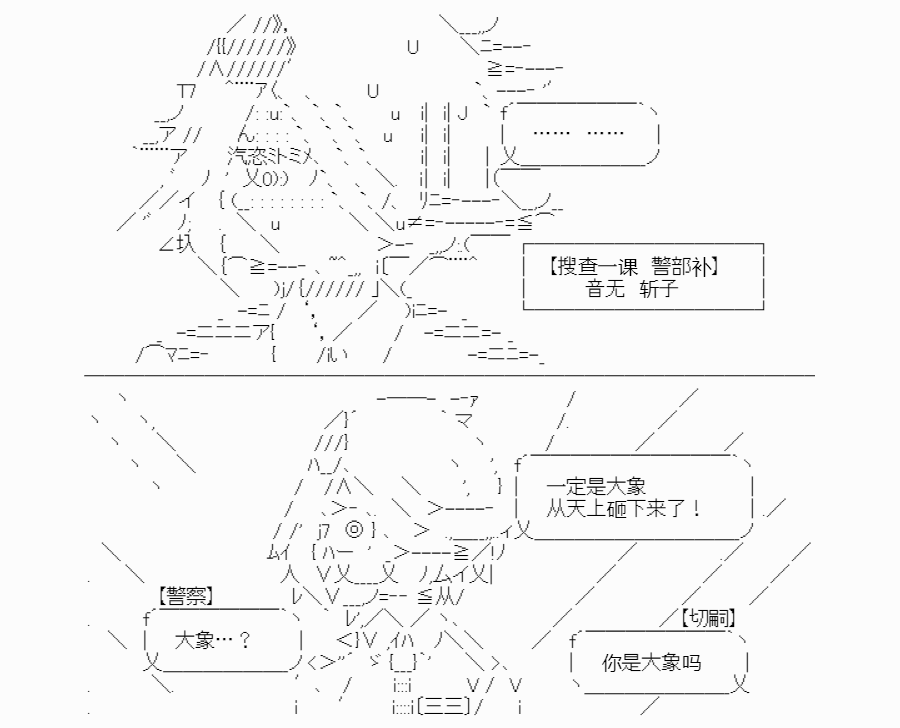 …… ……
【搜查一课 警部补】
音无 斩子
一定是大象
从天上砸下来了！
【警察】
大象…？
【切嗣】
你是大象吗